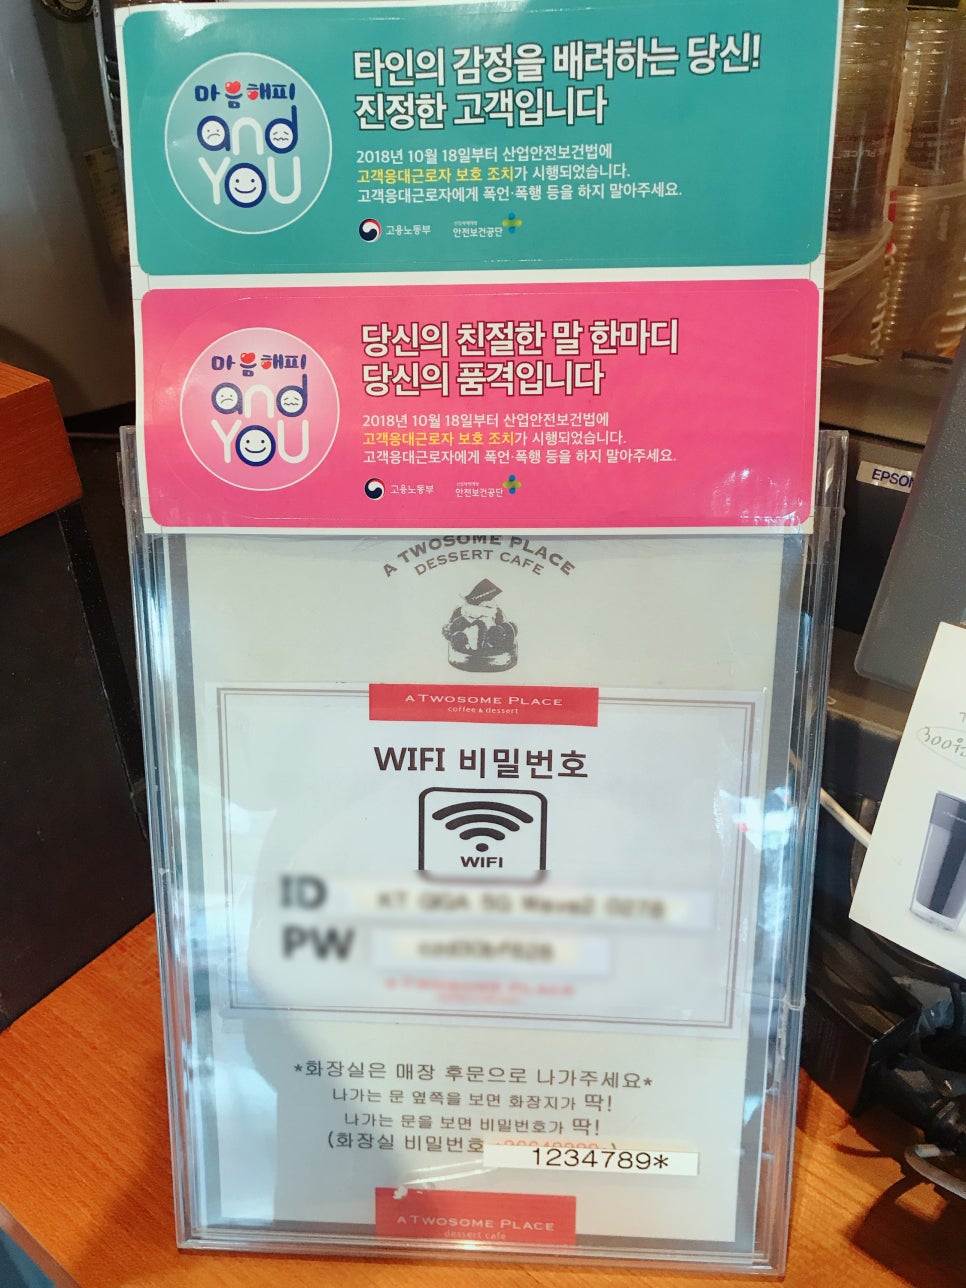 마음해피
and
YOU
타인의 감정을 배려하는 당신!
진정한 고객입니다
2018년 10월 18일부터 산업안전보건법에
고객응대근로자 보호 조치가 시행되었습니다.
고객응대근로자에게 폭언·폭행 등을 하지 말아주세요.
고용노동부
안전보건공단
마음해피
and
YOU
당신의 친절한 말 한마디
당신의 품격입니다
2018년 10월 18일부터 산업안전보건법에
고객응대근로자 보호 조치가 시행되었습니다.
고객응대근로자에게 폭언·폭행 등을 하지 말아주세요.
고용노동부
안전보건공단
EPSON
A TWOSOME PLACE
DESSERT CAFE
A TWOSOME PLACE
coffee & dessert
WIFI 비밀번호
WIFI
ID
PW
A TWOSOME PLACE
*화장실은 매장 후문으로 나가주세요*
나가는 문 옆쪽을 보면 화장지가 딱!
나가는 문을 보면 비밀번호가 딱!
(화장실 비밀번호
1234789*
A TWOSOME PLACE
dessert cafe